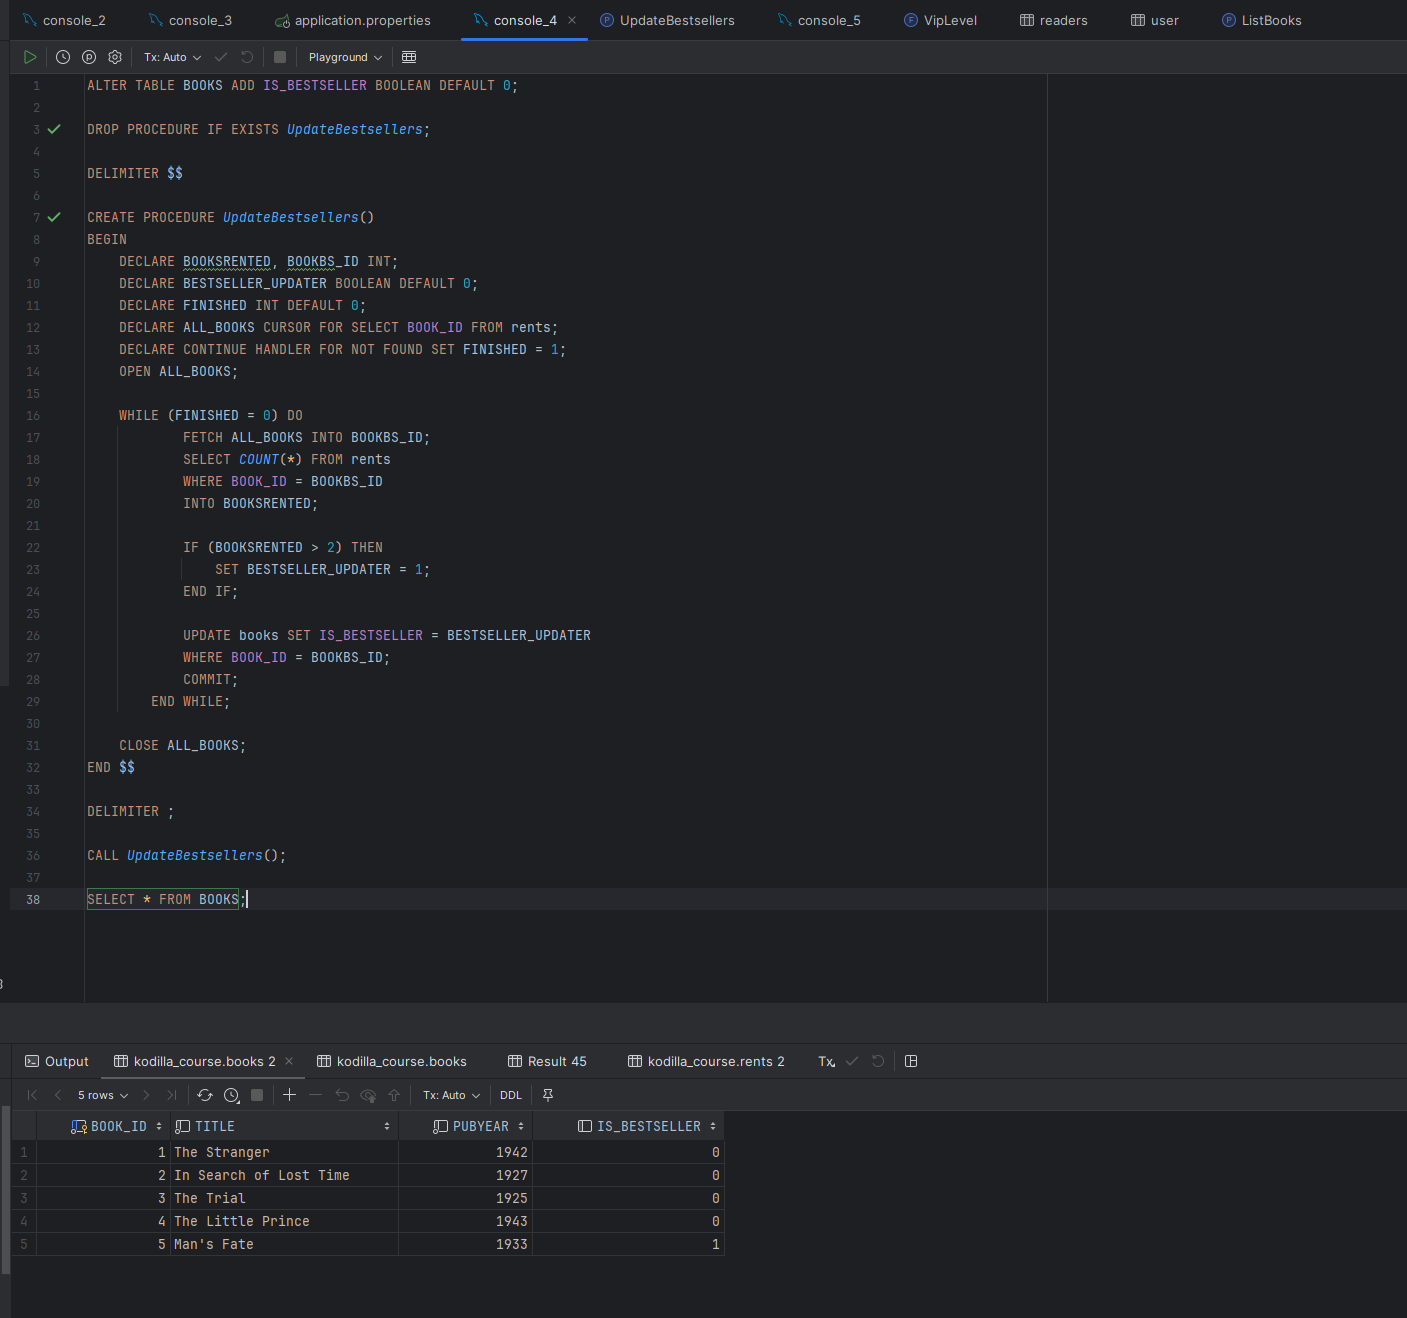 console_2 console_3 application.properties console_4 UpdateBestsellers console_5 VipLevel readers user ListBooks
Tx: Auto Playground
1 ALTER TABLE BOOKS ADD IS_BESTSELLER BOOLEAN DEFAULT 0;
2
3 DROP PROCEDURE IF EXISTS UpdateBestsellers;
4
5 DELIMITER $$
6
7 CREATE PROCEDURE UpdateBestsellers()
8 BEGIN
9 DECLARE BOOKSRENTED, BOOKBS_ID INT;
10 DECLARE BESTSELLER_UPDATER BOOLEAN DEFAULT 0;
11 DECLARE FINISHED INT DEFAULT 0;
12 DECLARE ALL_BOOKS CURSOR FOR SELECT BOOK_ID FROM rents;
13 DECLARE CONTINUE HANDLER FOR NOT FOUND SET FINISHED = 1;
14 OPEN ALL_BOOKS;
15
16 WHILE (FINISHED = 0) DO
17 FETCH ALL_BOOKS INTO BOOKBS_ID;
18 SELECT COUNT(*) FROM rents
19 WHERE BOOK_ID = BOOKBS_ID
20 INTO BOOKSRENTED;
21
22 IF (BOOKSRENTED > 2) THEN
23 SET BESTSELLER_UPDATER = 1;
24 END IF;
25
26 UPDATE books SET IS_BESTSELLER = BESTSELLER_UPDATER
27 WHERE BOOK_ID = BOOKBS_ID;
28 COMMIT;
29 END WHILE;
30
31 CLOSE ALL_BOOKS;
32 END $$
33
34 DELIMITER ;
35
36 CALL UpdateBestsellers();
37
38 SELECT * FROM BOOKS;
Output kodilla_course.books 2 kodilla_course.books Result 45 kodilla_course.rents 2 Tx
5 rows Tx: Auto DDL
BOOK_ID TITLE PUBYEAR IS_BESTSELLER
1 1 The Stranger 1942 0
2 2 In Search of Lost Time 1927 0
3 3 The Trial 1925 0
4 4 The Little Prince 1943 0
5 5 Man's Fate 1933 1